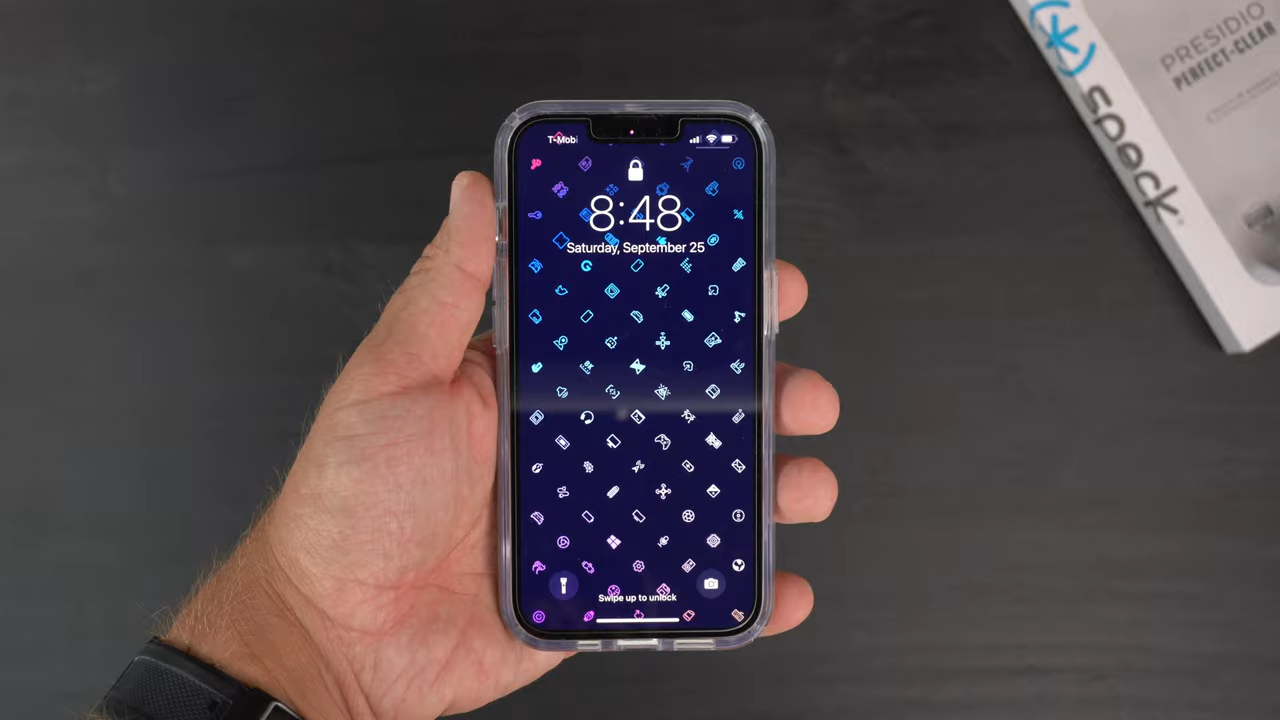 T-Mobi
8:48
Saturday, September 25
Swipe up to unlock
speck
PRESIDIO
PERFECT-CLEAR